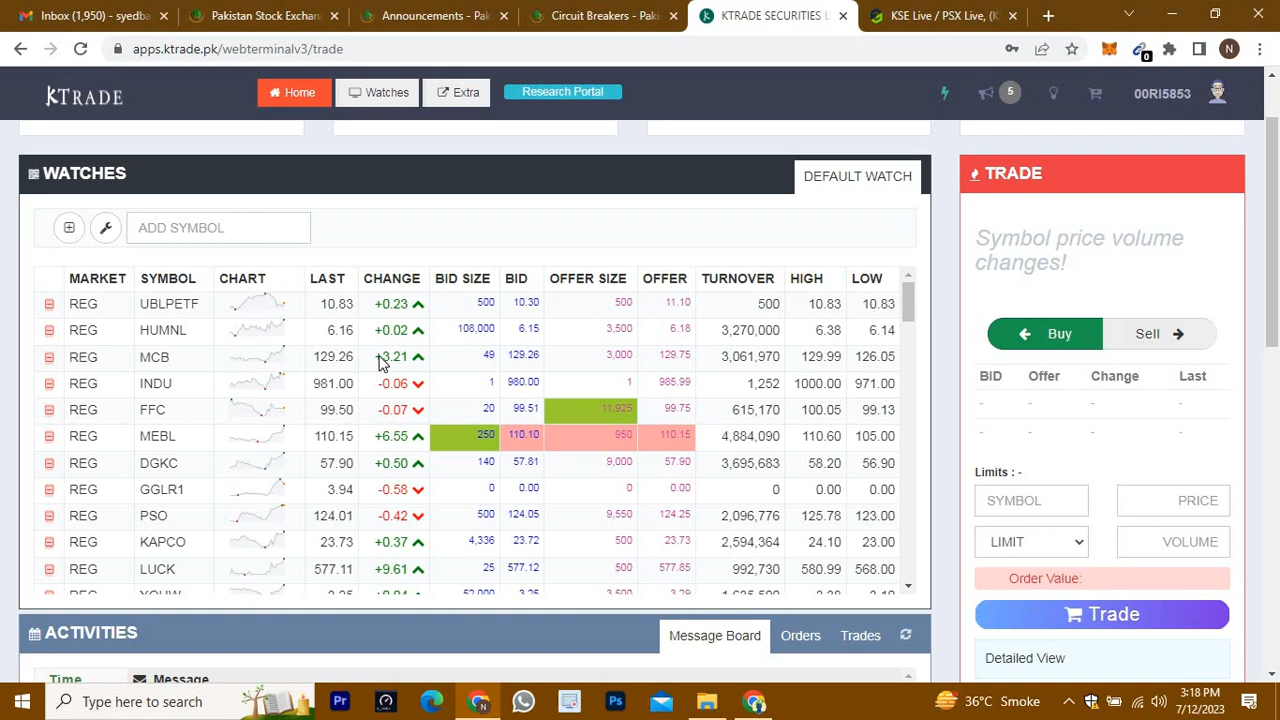 Inbox (1,950) - syedba
Pakistan Stock Exchan
Announcements - Pak
Circuit Breakers - Paki
KTRADE SECURITIES L
KSE Live / PSX Live, (K
apps.ktrade.pk/webterminalv3/trade
0
N
KTRADE
Home
Watches
Extra
Research Portal
5
00RI5853
WATCHES
DEFAULT WATCH
ADD SYMBOL
MARKET SYMBOL CHART LAST CHANGE BID SIZE BID OFFER SIZE OFFER TURNOVER HIGH LOW
REG UBLPETF 10.83 +0.23 500 10.30 500 11.10 500 10.83 10.83
REG HUMNL 6.16 +0.02 108,000 6.15 3,500 6.18 3,270,000 6.38 6.14
REG MCB 129.26 +3.21 49 129.26 3,000 129.75 3,061,970 129.99 126.05
REG INDU 981.00 -0.06 1 980.00 1 985.99 1,252 1000.00 971.00
REG FFC 99.50 -0.07 20 99.51 11,925 99.75 615,170 100.05 99.13
REG MEBL 110.15 +6.55 250 110.10 950 110.15 4,884,090 110.60 105.00
REG DGKC 57.90 +0.50 140 57.81 9,000 57.90 3,695,683 58.20 56.90
REG GGLR1 3.94 -0.58 0 0.00 0 0.00 0 0.00 0.00
REG PSO 124.01 -0.42 500 124.05 9,550 124.25 2,096,776 125.78 123.00
REG KAPCO 23.73 +0.37 4,336 23.72 500 23.73 2,594,364 24.10 23.00
REG LUCK 577.11 +9.61 25 577.12 500 577.85 992,730 580.99 568.00
ACTIVITIES
Message Board Orders Trades
Time Message
TRADE
Symbol price volume
changes!
Buy
Sell
BID Offer Change Last
- - - -
- - - -
Limits : -
SYMBOL
PRICE
LIMIT
VOLUME
Order Value:
Trade
Detailed View
Type here to search
Pr
Ps
36°C Smoke
3:18 PM
7/12/2023